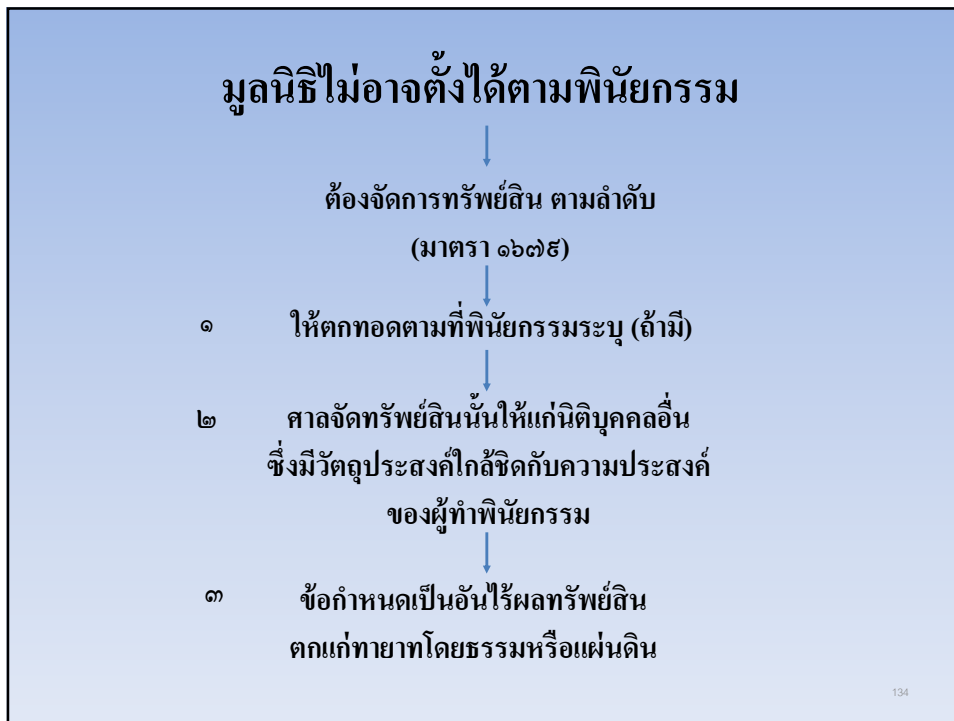 มูลนิธิไม่อาจตั้งได้ตามพินัยกรรม
ต้องจัดการทรัพย์สิน ตามลำดับ
(มาตรา ๑๖๗๙)
๑ ให้ตกทอดตามที่พินัยกรรมระบุ (ถ้ามี)
๒ ศาลจัดทรัพย์สินนั้นให้แก่นิติบุคคลอื่น
ซึ่งมีวัตถุประสงค์ใกล้ชิดกับความประสงค์
ของผู้ทำพินัยกรรม
๓ ข้อกำหนดเป็นอันไร้ผลทรัพย์สิน
ตกแก่ทายาทโดยธรรมหรือแผ่นดิน
134